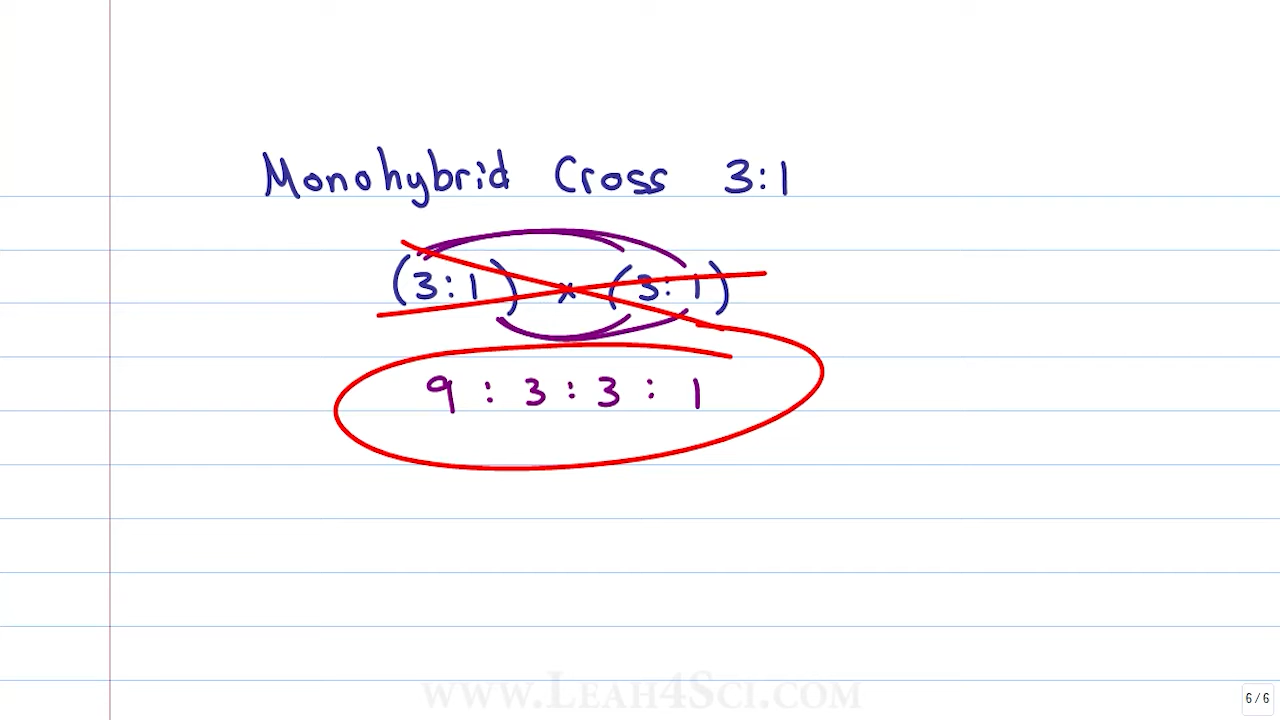 Monohybrid Cross 3:1
(3:1) x (3:1)
9 : 3 : 3 : 1
www.Leah4Sci.com
6/6